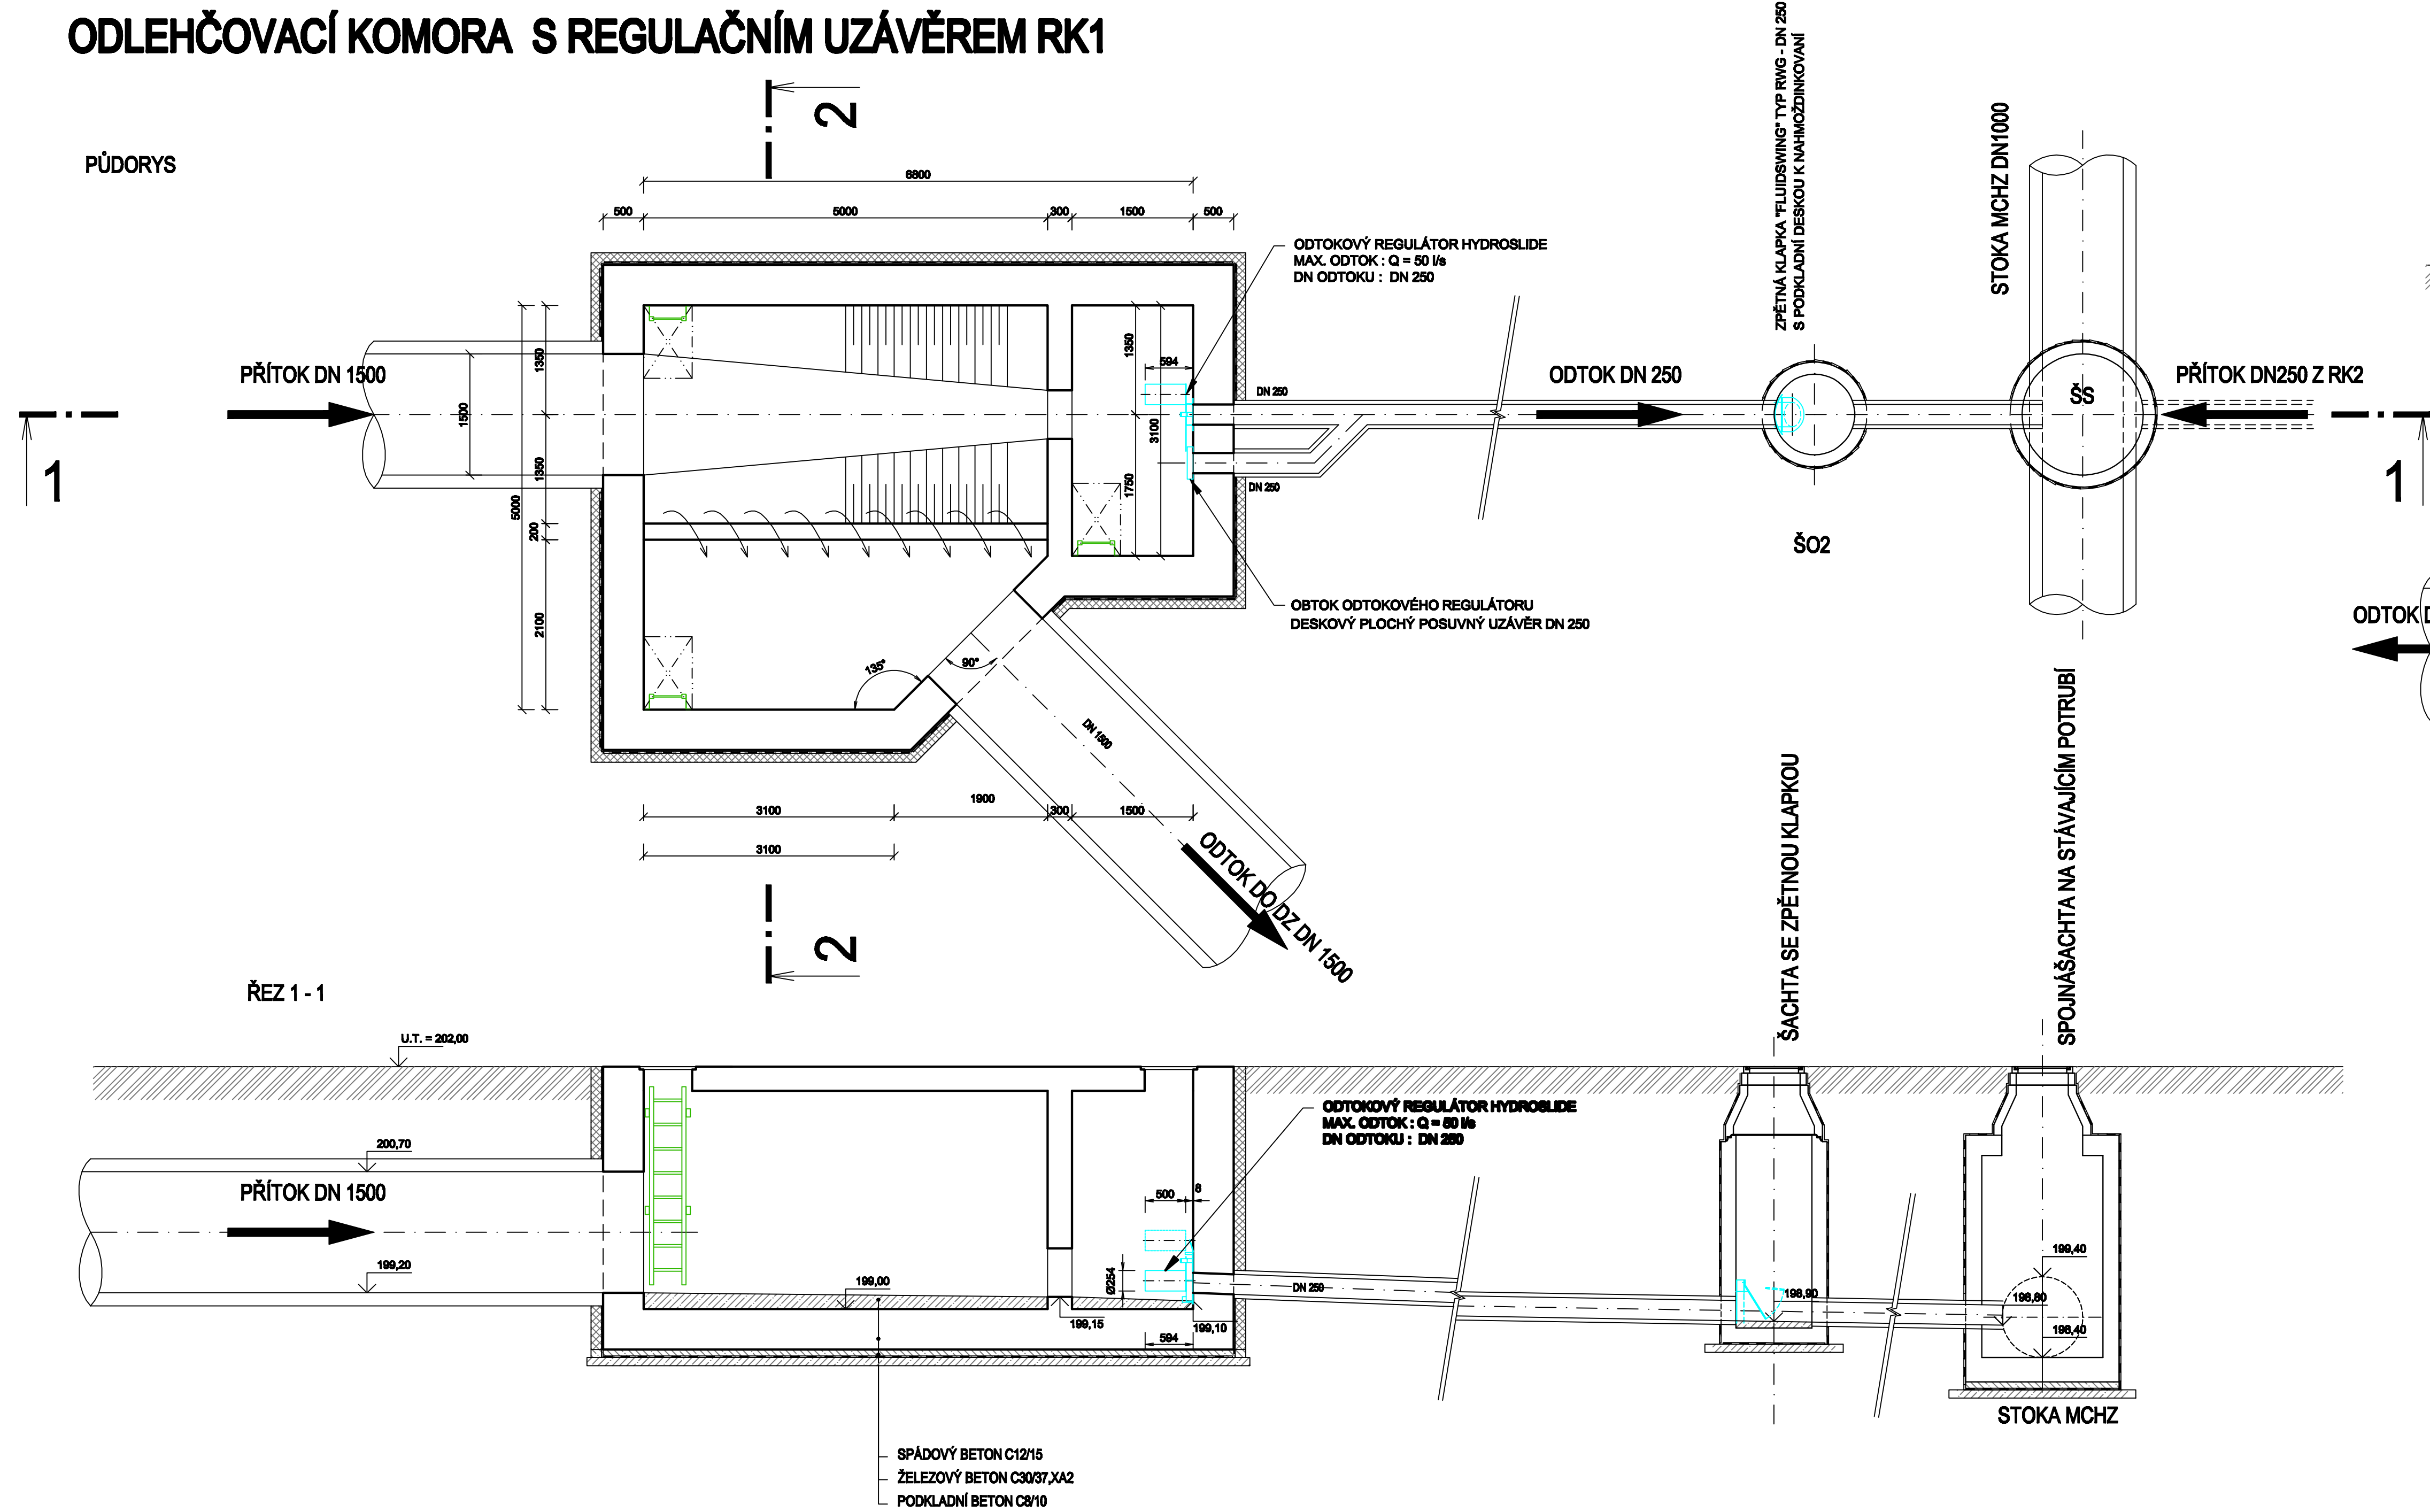 ODLEHČOVACÍ KOMORA S REGULAČNÍM UZÁVĚREM RK1
PŮDORYS
2
6800
500
5000
300
1500
500
ODTOKOVÝ REGULÁTOR HYDROSLIDE
MAX. ODTOK : Q = 50 l/s
DN ODTOKU : DN 250
ZPĚTNÁ KLAPKA "FLUIDSWING" TYP RWG - DN 250
S PODKLADNÍ DESKOU K NAHMOŽDINKOVANÍ
STOKA MCHZ DN1000
PŘÍTOK DN 1500
1500
5000
1350
1350
200
2100
1350
3100
1750
594
DN 250
DN 250
ODTOK DN 250
ŠS
PŘÍTOK DN250 Z RK2
1
1
ŠO2
OBTOK ODTOKOVÉHO REGULÁTORU
DESKOVÝ PLOCHÝ POSUVNÝ UZÁVĚR DN 250
ODTOK D
135°
90°
DN 1500
3100
1900
300
1500
3100
ODTOK DO DZ DN 1500
2
ŠACHTA SE ZPĚTNOU KLAPKOU
SPOJNÁŠACHTA NA STÁVAJÍCÍM POTRUBÍ
ŘEZ 1 - 1
U.T. = 202,00
200,70
PŘÍTOK DN 1500
199,20
199,00
199,15
199,10
594
500
8
Ø254
ODTOKOVÝ REGULÁTOR HYDROSLIDE
MAX. ODTOK : Q = 50 l/s
DN ODTOKU : DN 250
DN 250
198,90
199,40
198,80
198,40
STOKA MCHZ
SPÁDOVÝ BETON C12/15
ŽELEZOVÝ BETON C30/37,XA2
PODKLADNÍ BETON C8/10